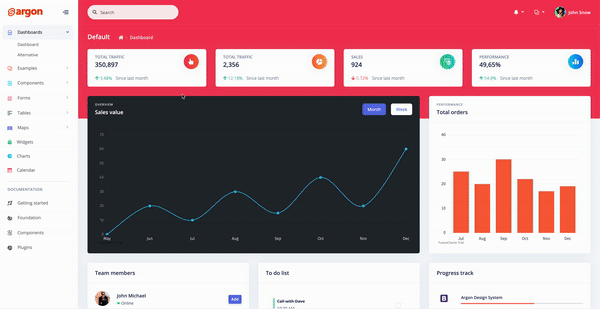 argon
Search
John Snow
Dashboards
Dashboard
Alternative
Examples
Components
Forms
Tables
Maps
Widgets
Charts
Calendar
DOCUMENTATION
Getting started
Foundation
Components
Plugins
Default
Dashboard
TOTAL TRAFFIC
350,897
3.48% Since last month
TOTAL TRAFFIC
2,356
12.18% Since last month
SALES
924
5.72% Since last month
PERFORMANCE
49,65%
54.8% Since last month
OVERVIEW
Sales value
Month
Week
70
60
50
40
30
20
10
0
May Jun Jul Aug Sep Oct Nov Dec
PERFORMANCE
Total orders
40
30
20
10
0
Jul Aug Sep Oct Nov Dec
Team members
John Michael
Online
Add
To do list
Call with Dave
10:30 AM
Progress track
Argon Design System